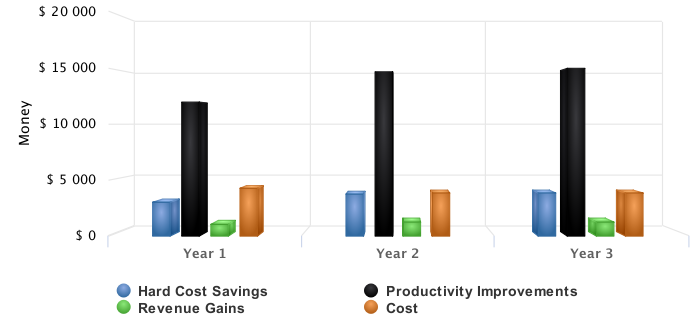 $ 20 000
$ 15 000
$ 10 000
$ 5 000
$ 0
Money
Year 1
Year 2
Year 3
Hard Cost Savings
Productivity Improvements
Revenue Gains
Cost